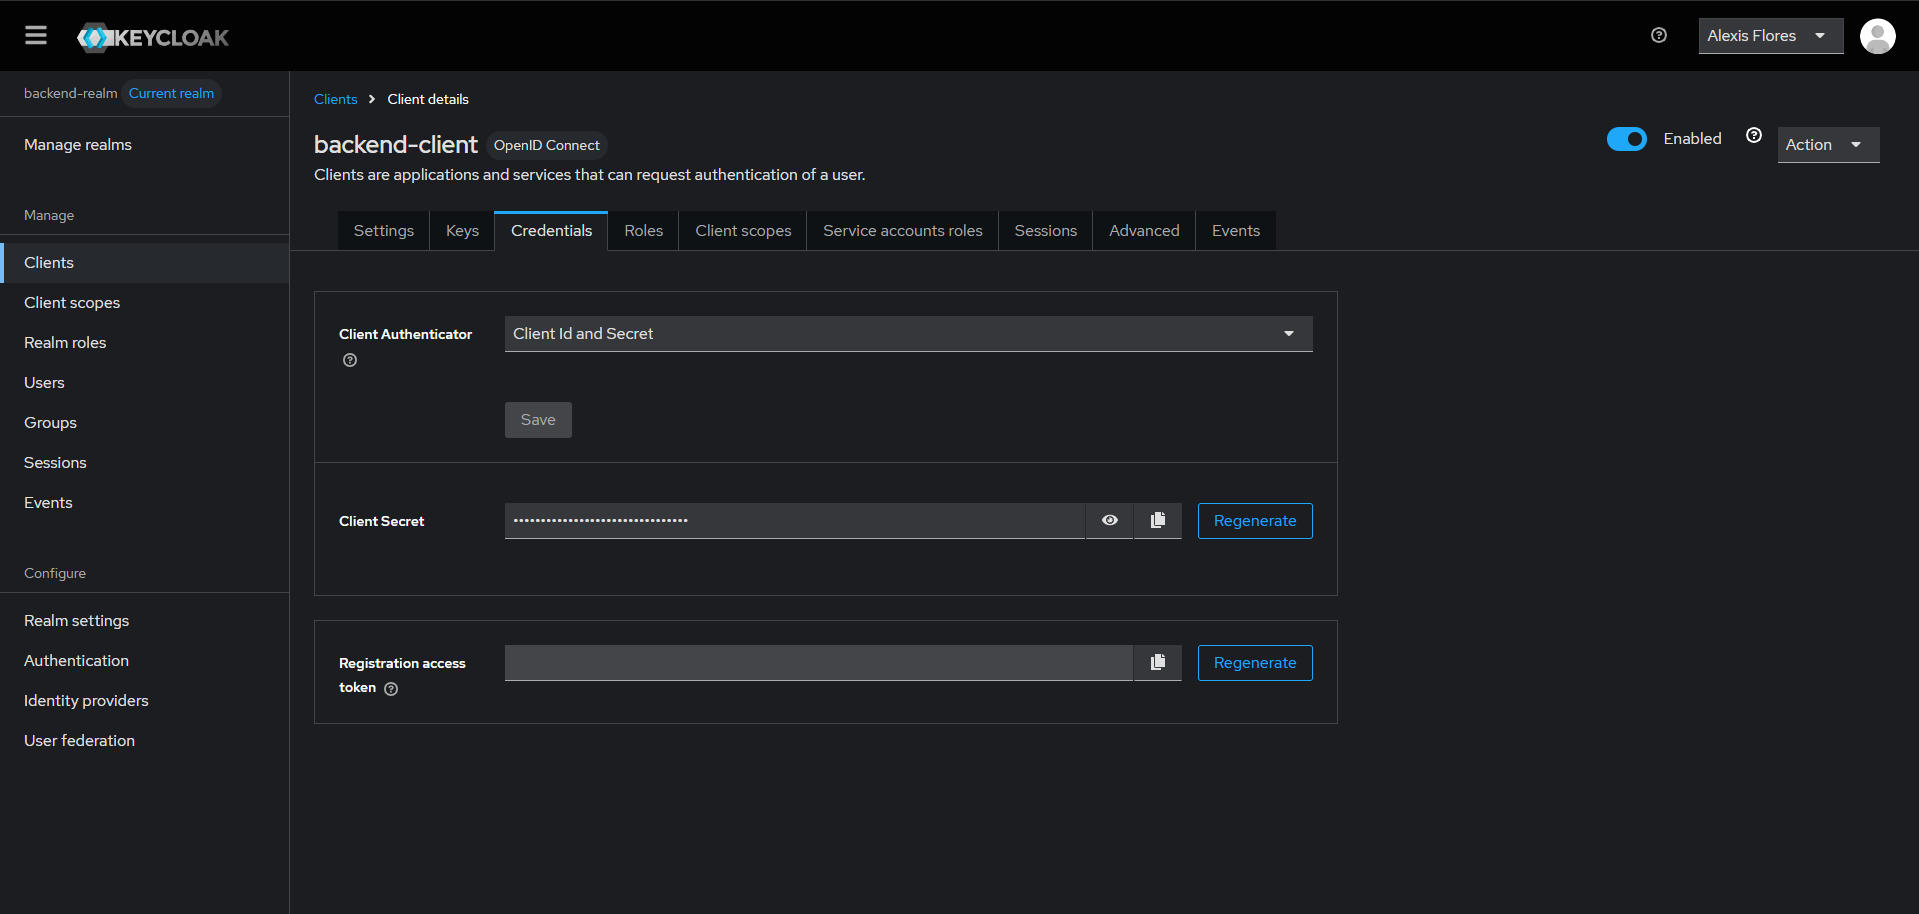 KEYCLOAK
Alexis Flores
backend-realm Current realm
Manage realms
Manage
Clients
Client scopes
Realm roles
Users
Groups
Sessions
Events
Configure
Realm settings
Authentication
Identity providers
User federation
Clients Client details
backend-client OpenID Connect
Clients are applications and services that can request authentication of a user.
Enabled
Action
Settings Keys Credentials Roles Client scopes Service accounts roles Sessions Advanced Events
Client Authenticator Client Id and Secret
Save
Client Secret •••••••••••••••••••••••••••••••• Regenerate
Registration access
token
Regenerate